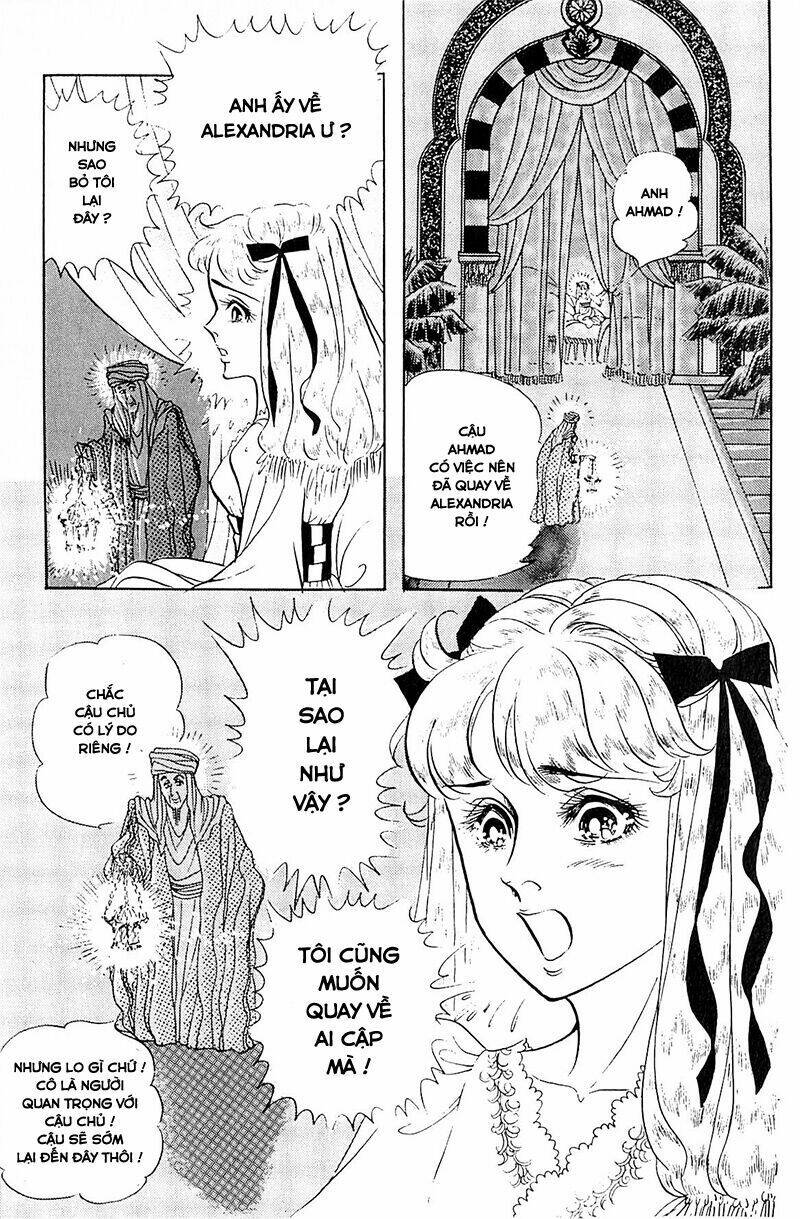 ANH
AHMAD !
CẬU
AHMAD
CÓ VIỆC NÊN
ĐÃ QUAY VỀ
ALEXANDRIA
RỒI !
ANH ẤY VỀ
ALEXANDRIA Ư ?
NHƯNG
SAO
BỎ TÔI
LẠI
ĐÂY ?
TẠI
SAO
LẠI
NHƯ
VẬY ?
CHẮC
CẬU CHỦ
CÓ LÝ DO
RIÊNG !
TÔI CŨNG
MUỐN
QUAY VỀ
AI CẬP
MÀ !
NHƯNG LO GÌ CHỨ !
CÔ LÀ NGƯỜI
QUAN TRỌNG VỚI
CẬU CHỦ !
CẬU SẼ SỚM
LẠI ĐẾN ĐÂY THÔI !